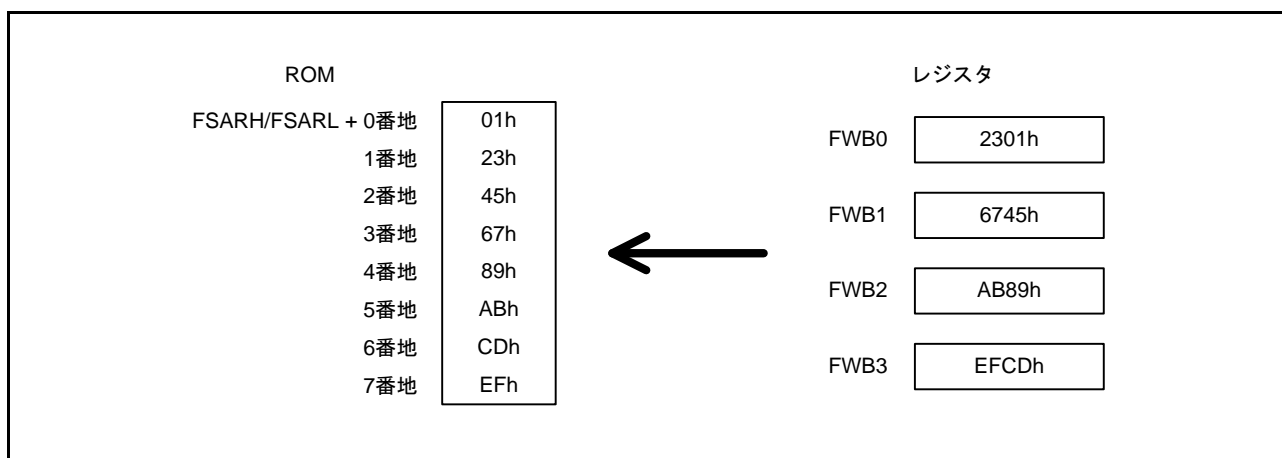 ROM
FSARH/FSARL + 0番地 01h
1番地 23h
2番地 45h
3番地 67h
4番地 89h
5番地 ABh
6番地 CDh
7番地 EFh
レジスタ
FWB0 2301h
FWB1 6745h
FWB2 AB89h
FWB3 EFCDh